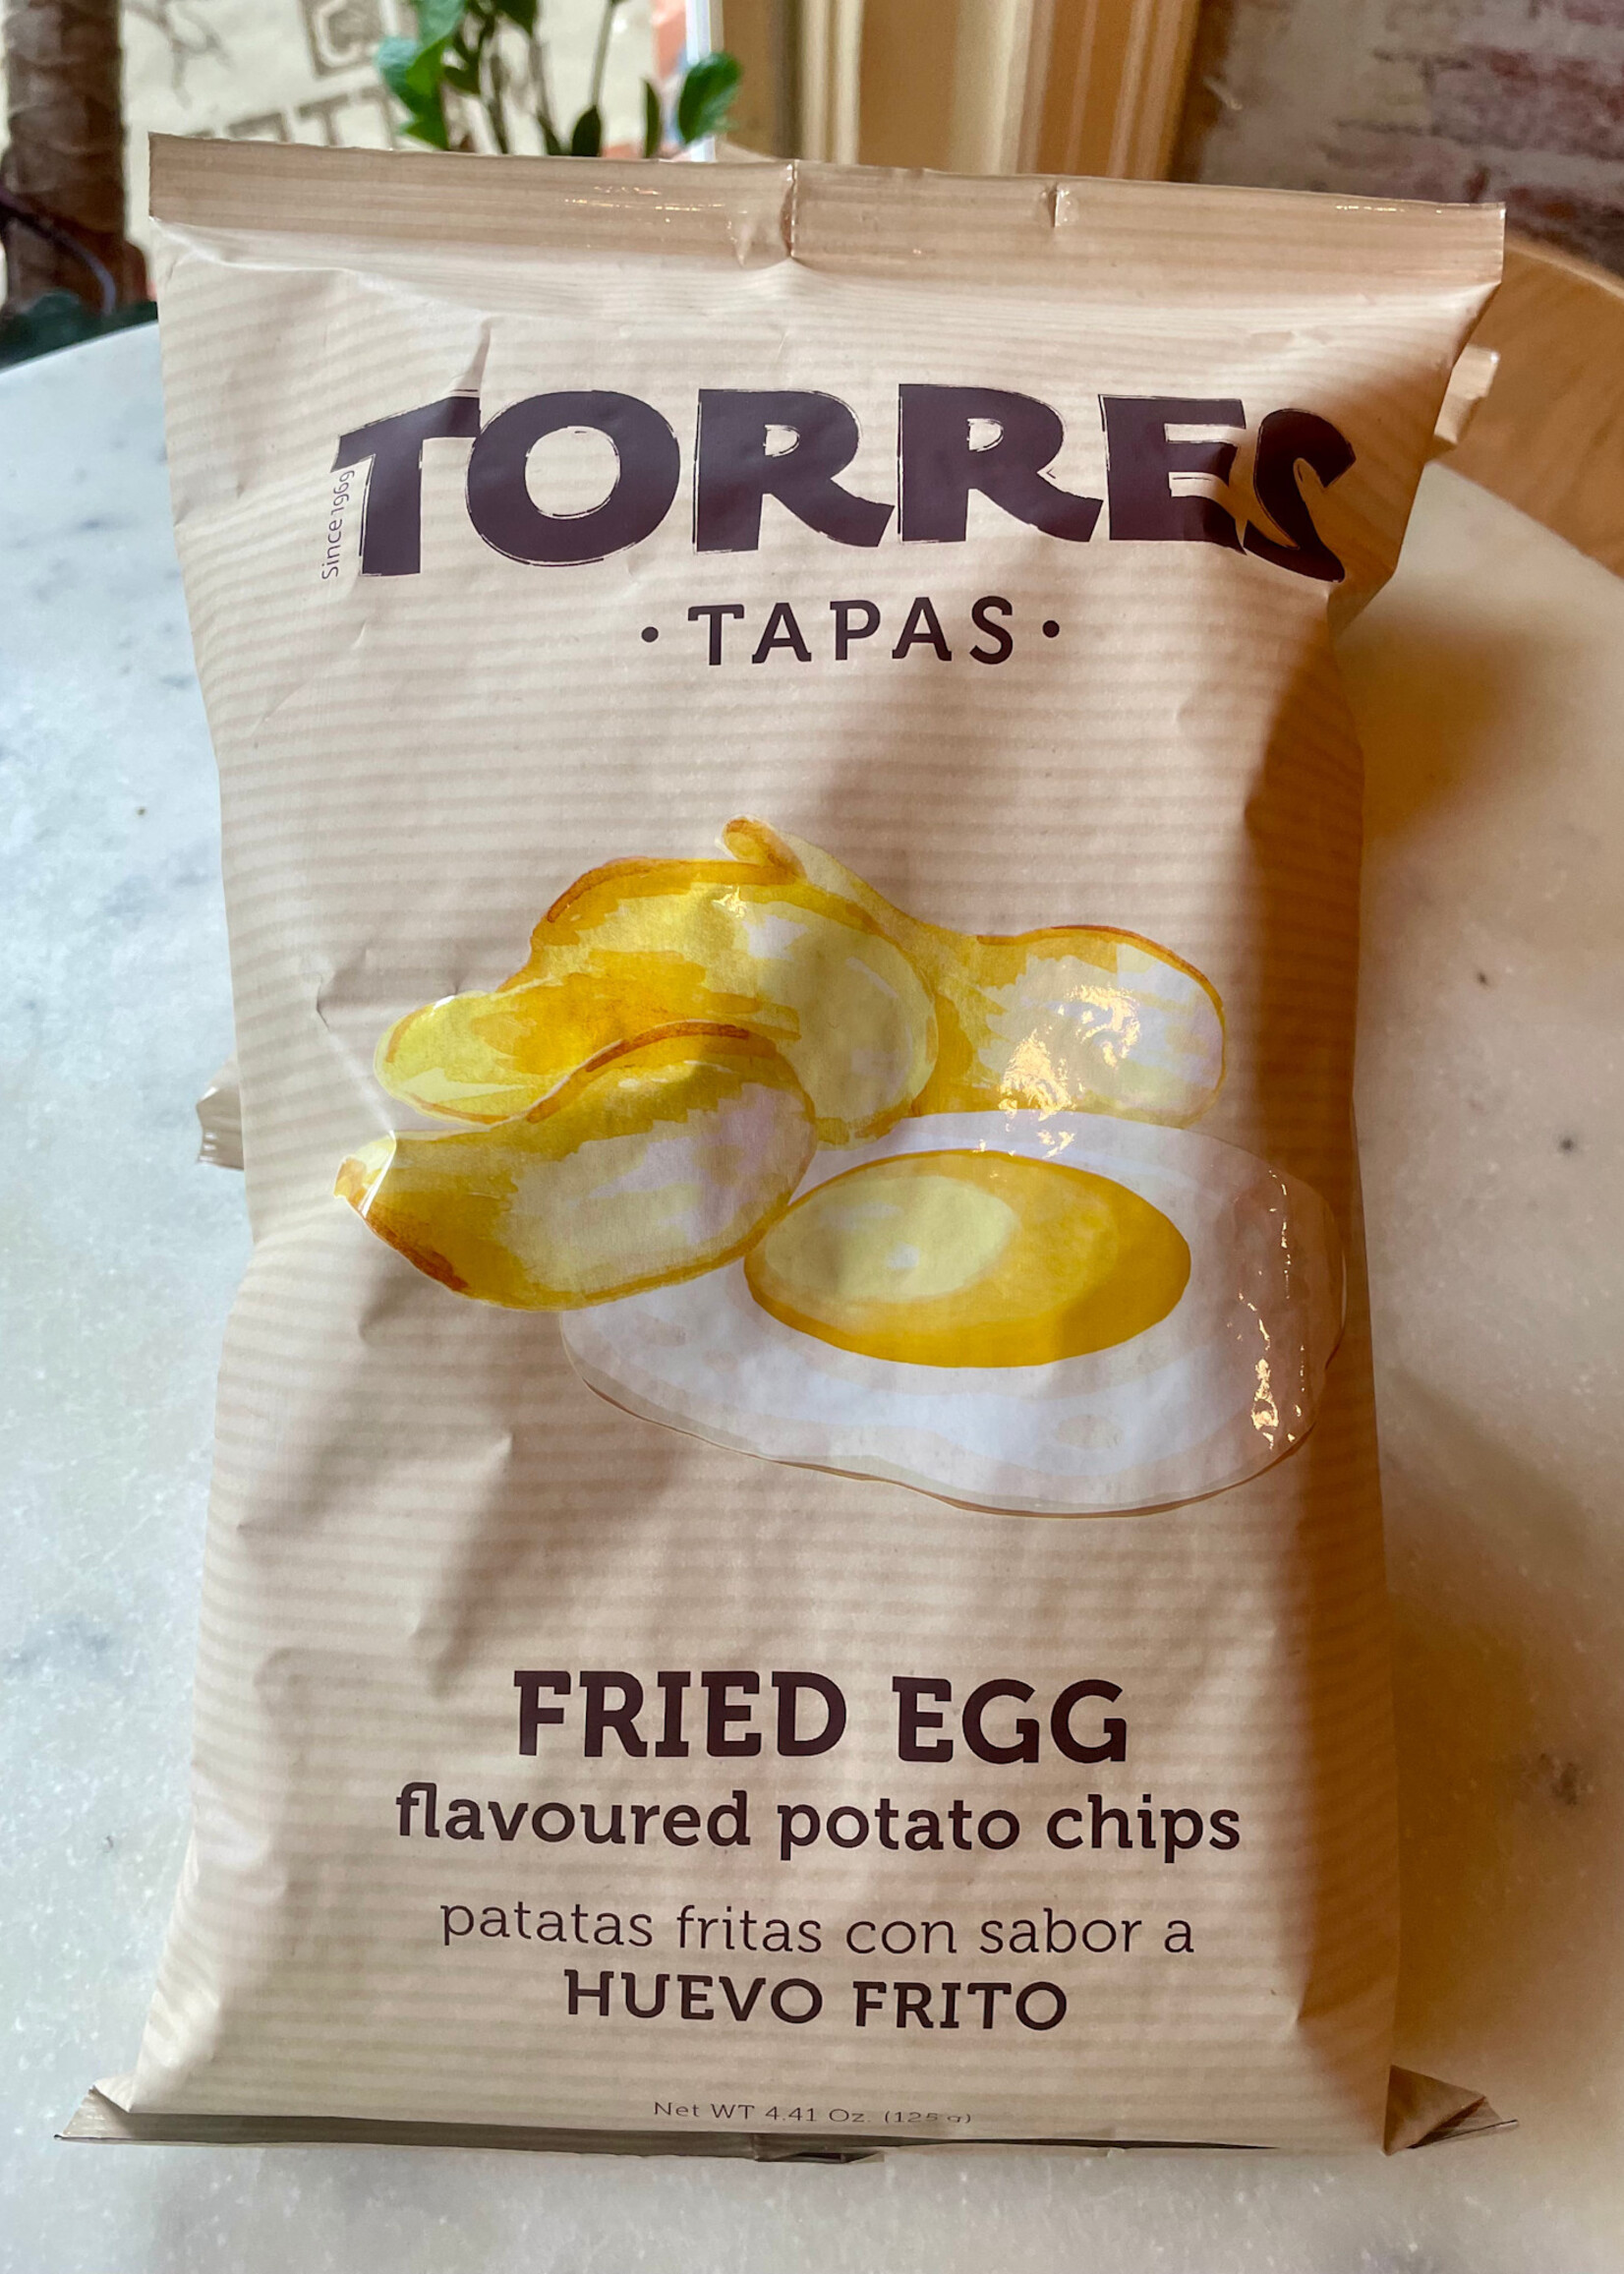 TORRES
Since 1969
· TAPAS ·
FRIED EGG
flavoured potato chips
patatas fritas con sabor a
HUEVO FRITO
Net WT 4.41 Oz. (125 g)